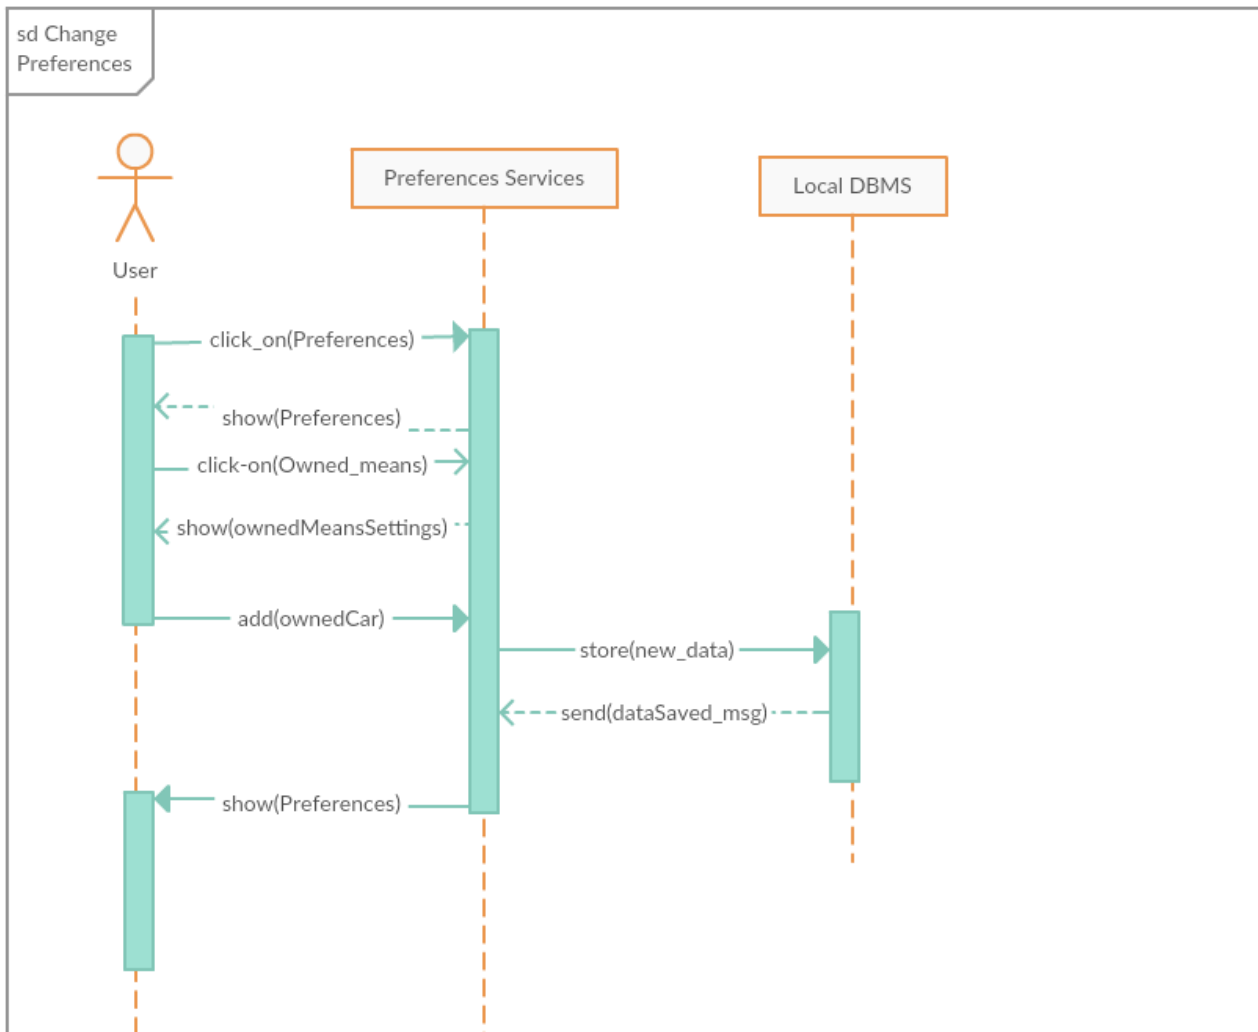 sd Change
Preferences
Preferences Services
Local DBMS
User
click_on(Preferences)
show(Preferences)
click-on(Owned_means)
show(ownedMeansSettings)
add(ownedCar)
store(new_data)
send(dataSaved_msg)
show(Preferences)